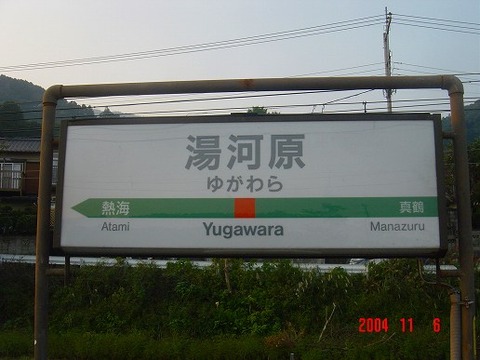 湯河原
ゆがわら
熱海 真鶴
Atami Yugawara Manazuru
2004 11 6